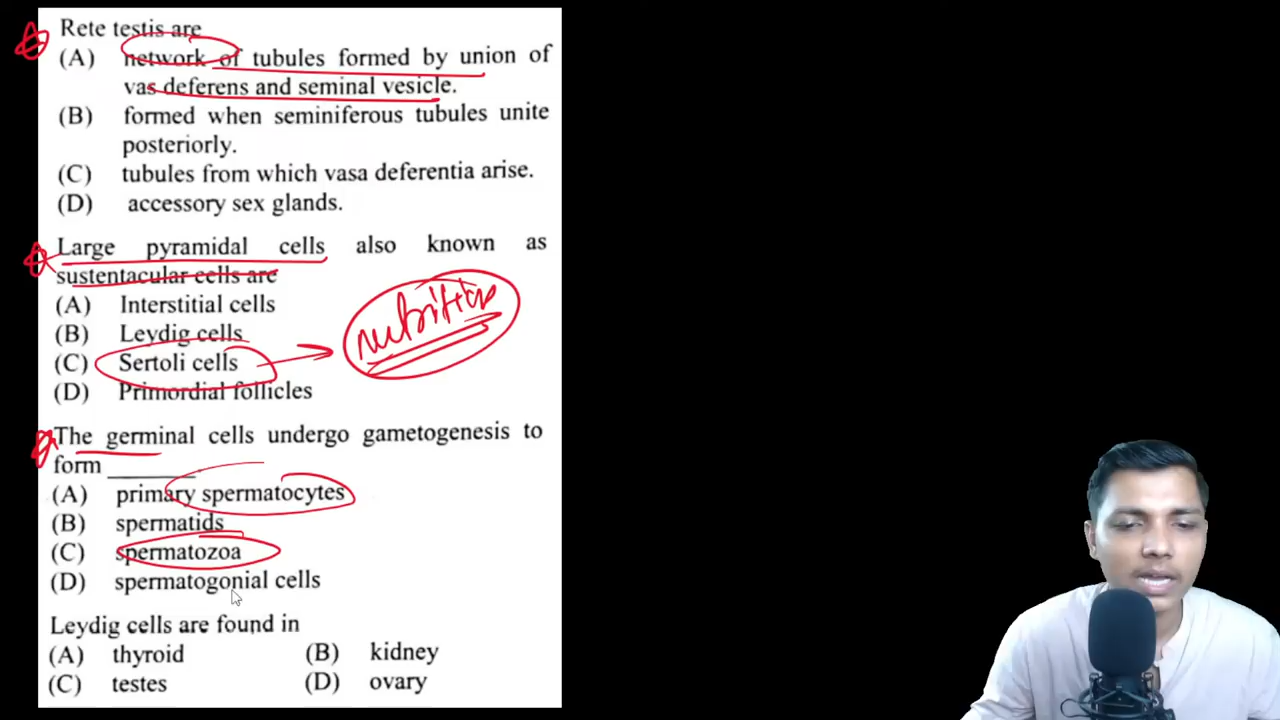 Rete testis are
(A) network of tubules formed by union of
vas deferens and seminal vesicle.
(B) formed when seminiferous tubules unite
posteriorly.
(C) tubules from which vasa deferentia arise.
(D) accessory sex glands.
Large pyramidal cells also known as
sustentacular cells are
(A) Interstitial cells
(B) Leydig cells
(C) Sertoli cells
nutrition
(D) Primordial follicles
The germinal cells undergo gametogenesis to
form ________.
(A) primary spermatocytes
(B) spermatids
(C) spermatozoa
(D) spermatogonial cells
Leydig cells are found in
(A) thyroid (B) kidney
(C) testes (D) ovary